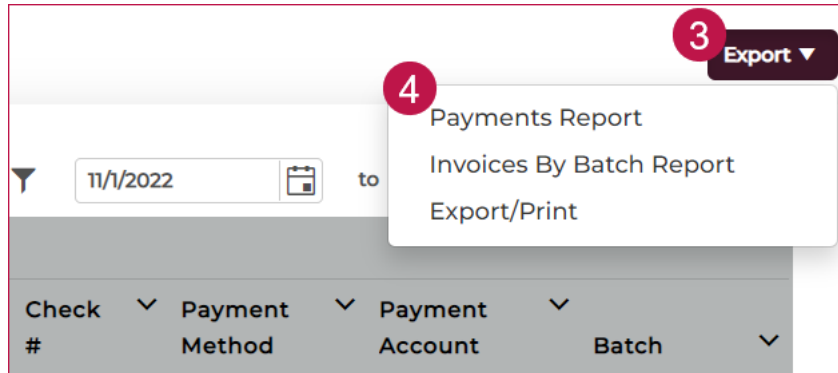 3
Export ▼
4
Payments Report
Invoices By Batch Report
Export/Print
11/1/2022
to
Check #
Payment Method
Payment Account
Batch